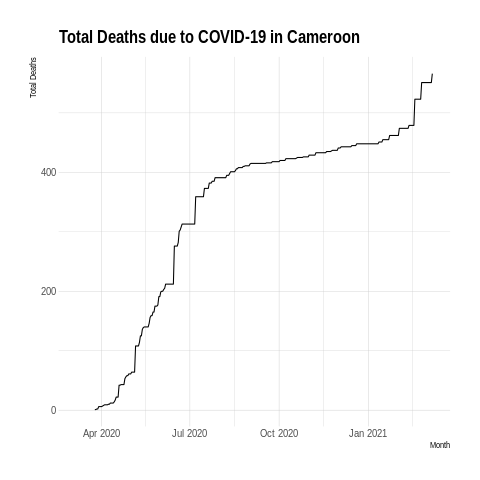 Total Deaths due to COVID-19 in Cameroon
Total Deaths
400
200
0
Apr 2020
Jul 2020
Oct 2020
Jan 2021
Month